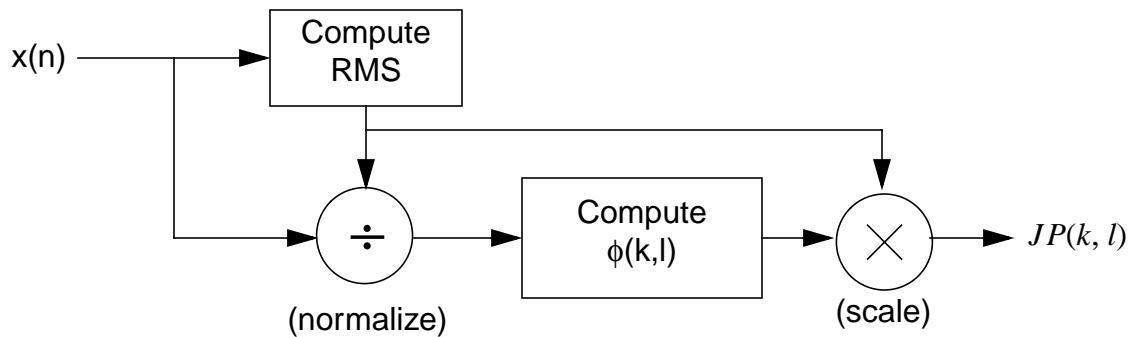 Compute
RMS
x(n)
÷
(normalize)
Compute
ϕ(k,l)
×
(scale)
JP(k, l)